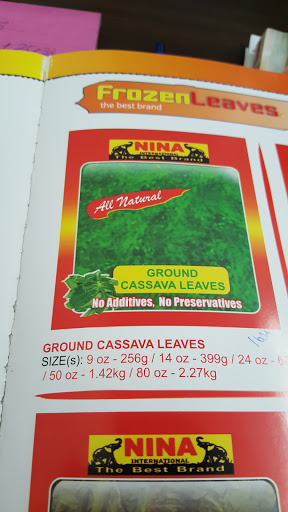 FrozenLeaves
the best brand
NINA
INTERNATIONAL
The Best Brand
All Natural
GROUND
CASSAVA LEAVES
No Additives, No Preservatives
GROUND CASSAVA LEAVES
SIZE(s): 9 oz - 256g / 14 oz - 399g / 24 oz - 6
/ 50 oz - 1.42kg / 80 oz - 2.27kg
NINA
INTERNATIONAL
The Best Brand